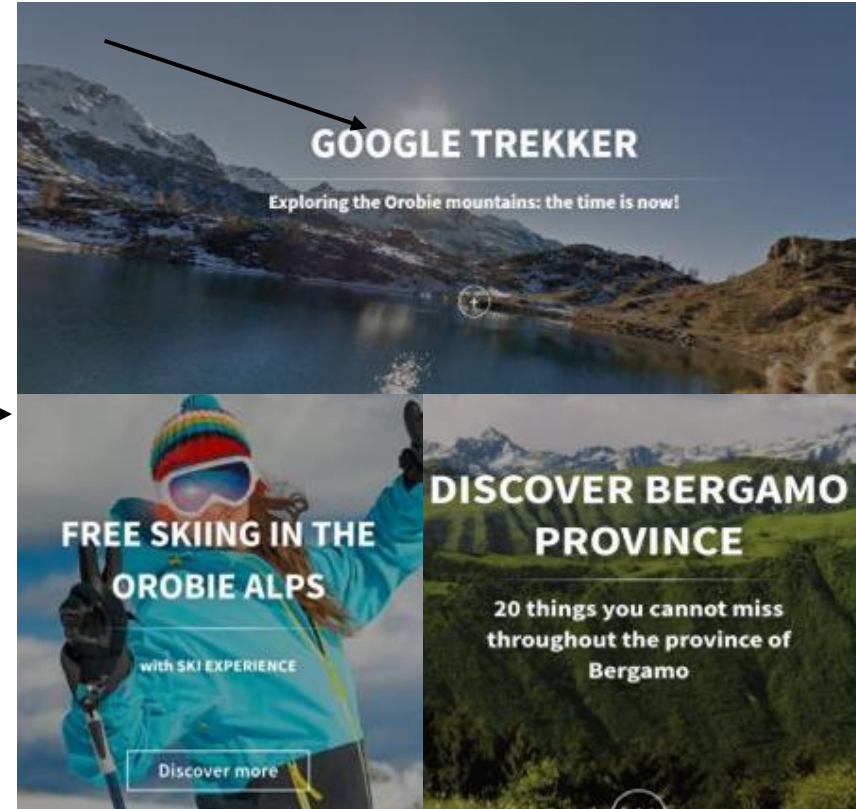 GOOGLE TREKKER
Exploring the Orobie mountains: the time is now!
FREE SKIING IN THE
OROBIE ALPS
with SKI EXPERIENCE
Discover more
DISCOVER BERGAMO
PROVINCE
20 things you cannot miss
throughout the province of
Bergamo